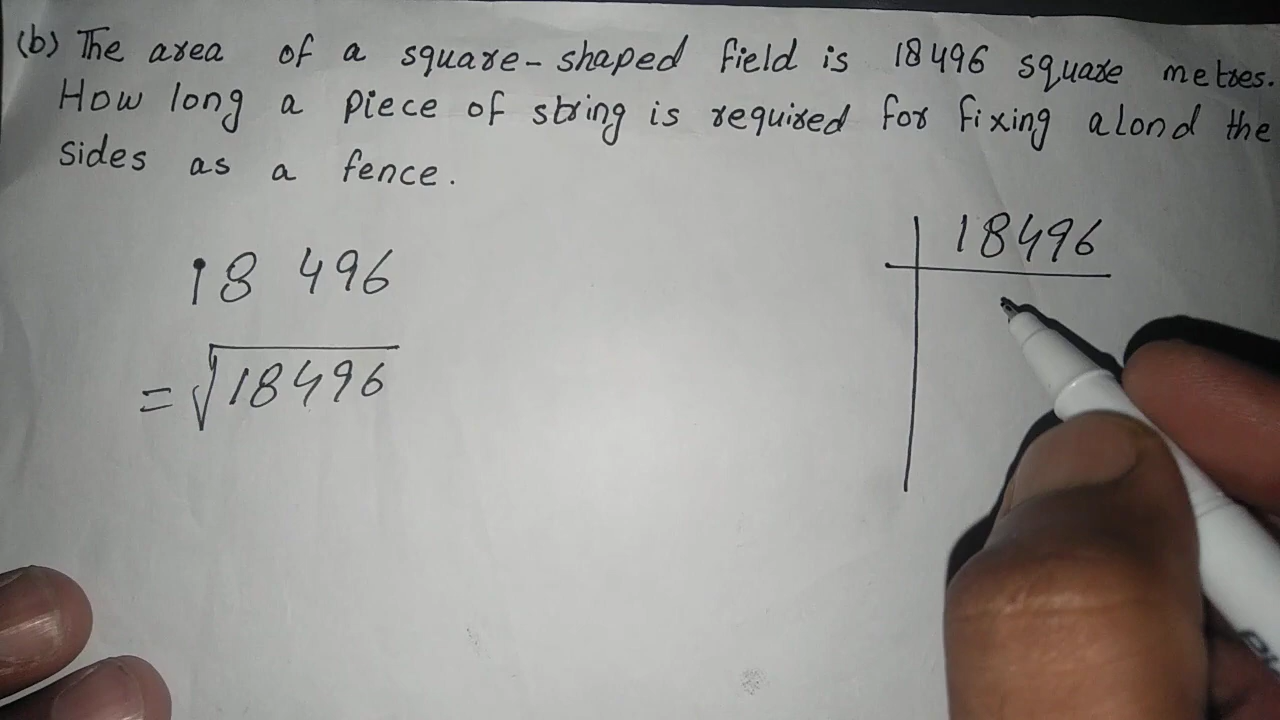 (b) The area of a square-shaped field is 18496 square metres.
How long a piece of string is required for fixing alond the
sides as a fence.
18496
18 496
= √18496